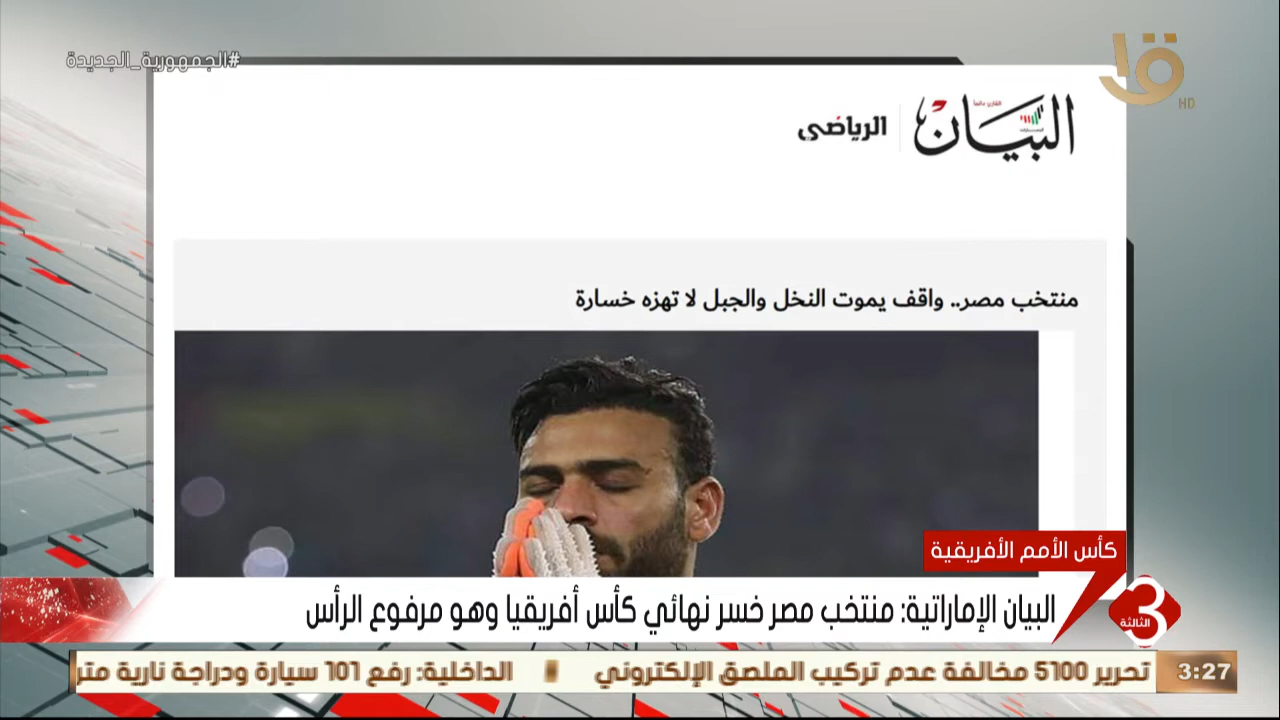 #الجمهورية_الجديدة
HD
البيان
الرياضي
منتخب مصر.. واقف يموت النخل والجبل لا تهزه خسارة
كأس الأمم الأفريقية
3 الثالثة
البيان الإماراتية: منتخب مصر خسر نهائي كأس أفريقيا وهو مرفوع الرأس
3:27
تحرير 5100 مخالفة عدم تركيب الملصق الإلكتروني
الداخلية: رفع 101 سيارة ودراجة نارية متر